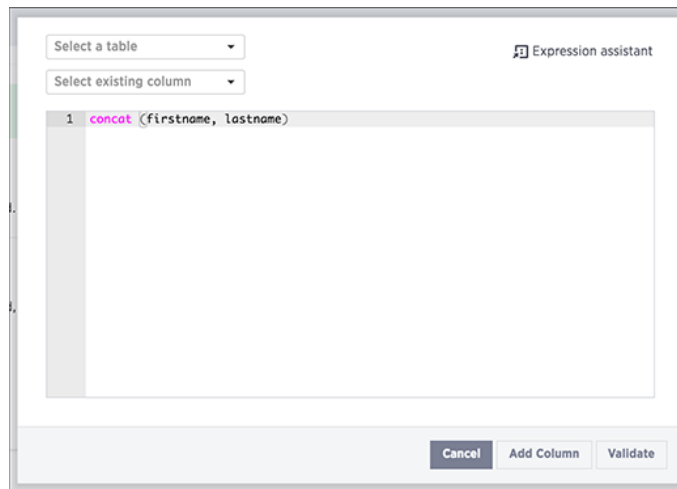 Select a table
Expression assistant
Select existing column
1 concat (firstname, lastname)
d.
d,
Cancel Add Column Validate